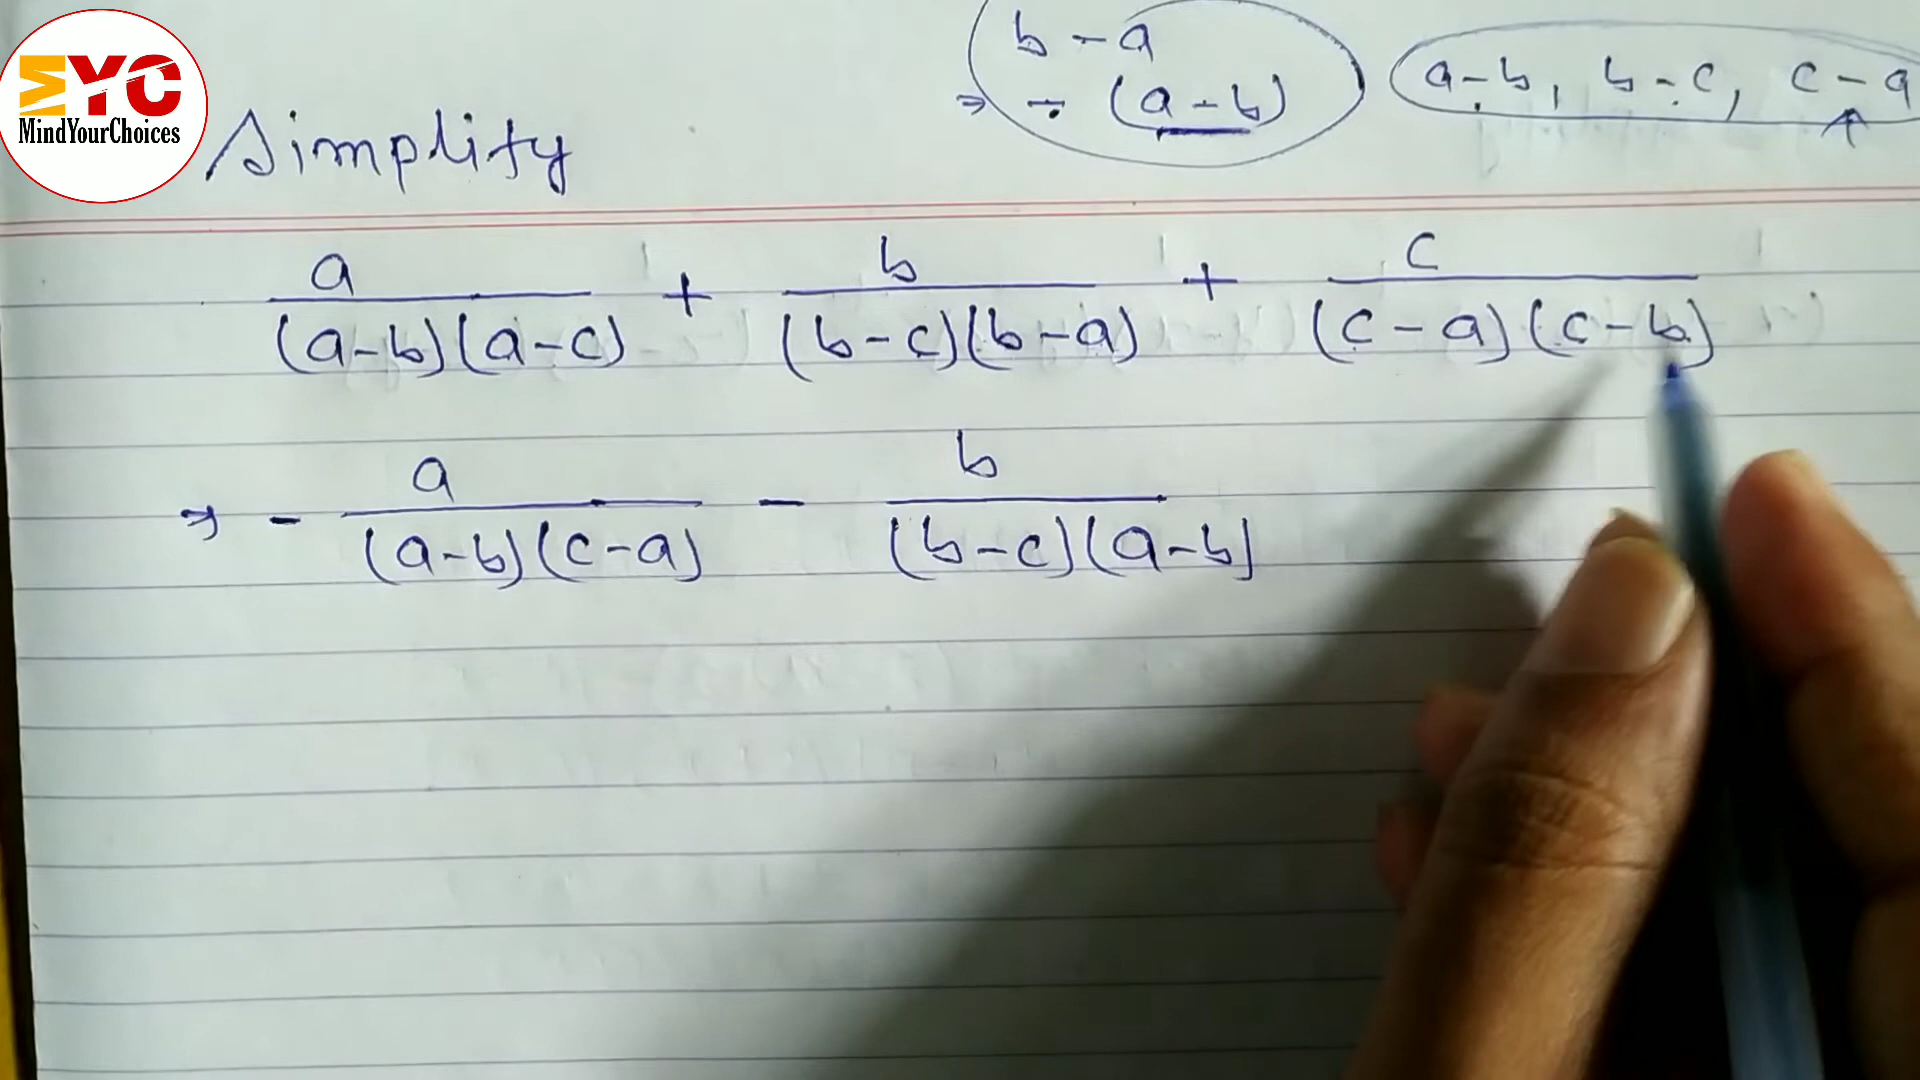 MYC
MindYourChoices
Simplify
b - a
⇒ - (a-b)
a-b, b-c, c-a
a/((a-b)(a-c)) + b/((b-c)(b-a)) + c/((c-a)(c-b))
⇒ - a/((a-b)(c-a)) - b/((b-c)(a-b))